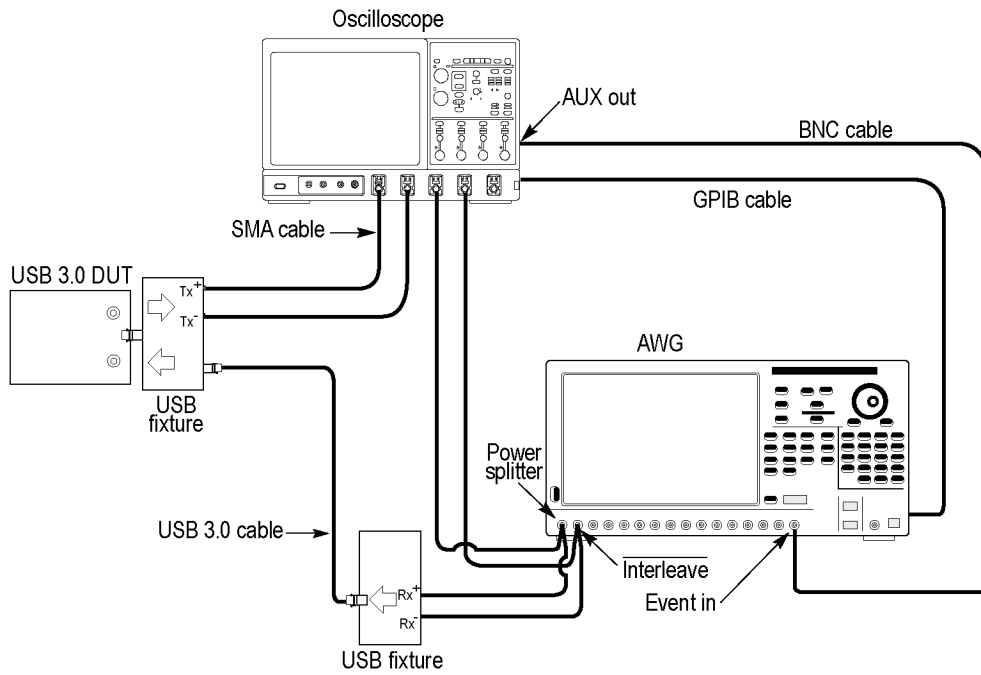 Oscilloscope
AUX out
BNC cable
GPIB cable
SMA cable
USB 3.0 DUT
Tx+
Tx-
USB
fixture
AWG
Power
splitter
USB 3.0 cable
Interleave
Event in
Rx+
Rx-
USB fixture